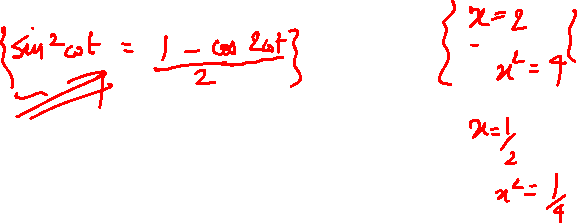 {sin²ωt = (1 - cos 2ωt)/2}
{x = 2
x² = 4}
x = 1/2
x² = 1/4